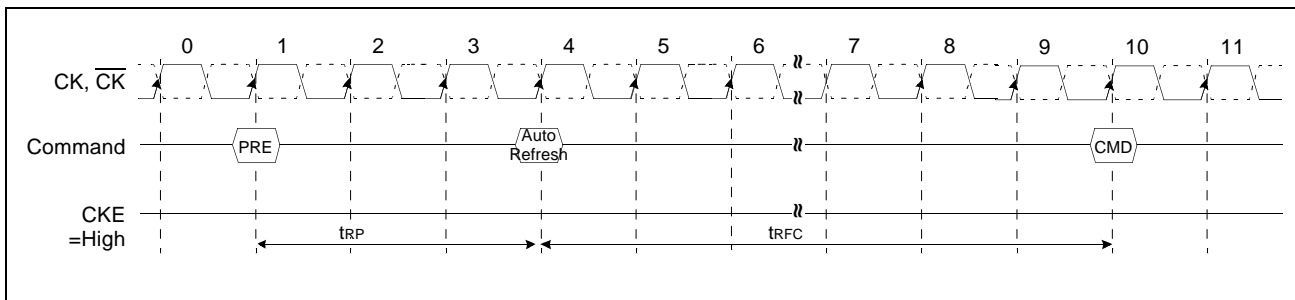 0 1 2 3 4 5 6 7 8 9 10 11
CK, C̅K̅
Command PRE Auto Refresh CMD
CKE =High
tRP tRFC